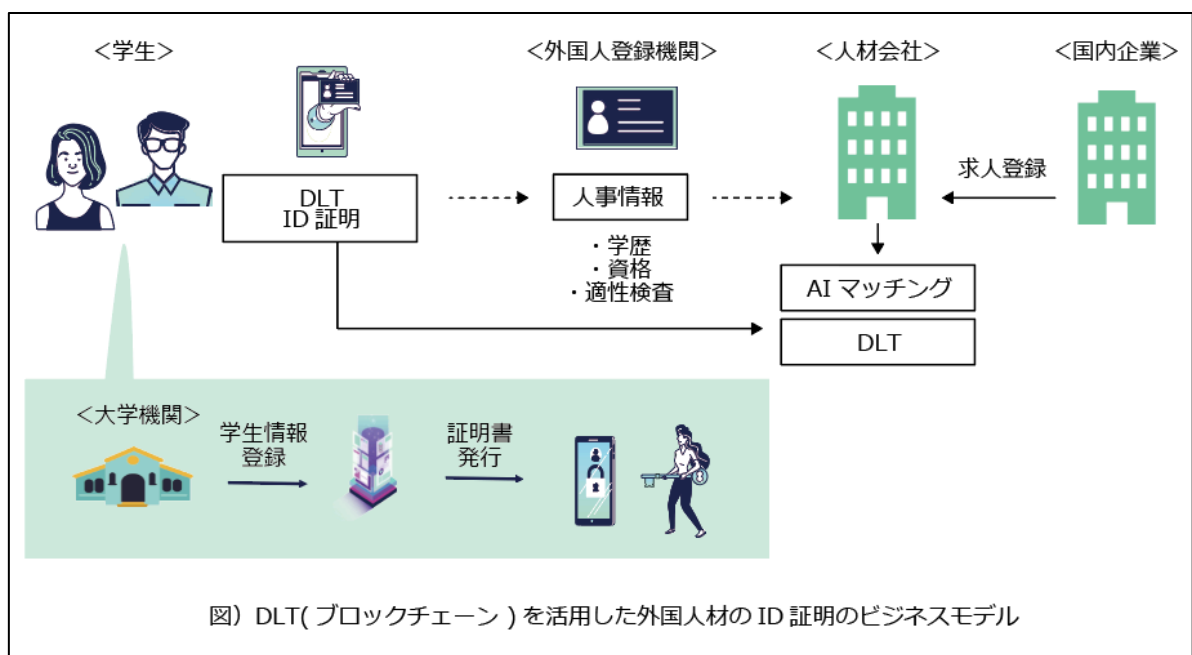 ＜学生＞
＜外国人登録機関＞
＜人材会社＞
＜国内企業＞
DLT
ID 証明
人事情報
・学歴
・資格
・適性検査
求人登録
AI マッチング
DLT
＜大学機関＞
学生情報
登録
証明書
発行
図）DLT( ブロックチェーン ) を活用した外国人材の ID 証明のビジネスモデル